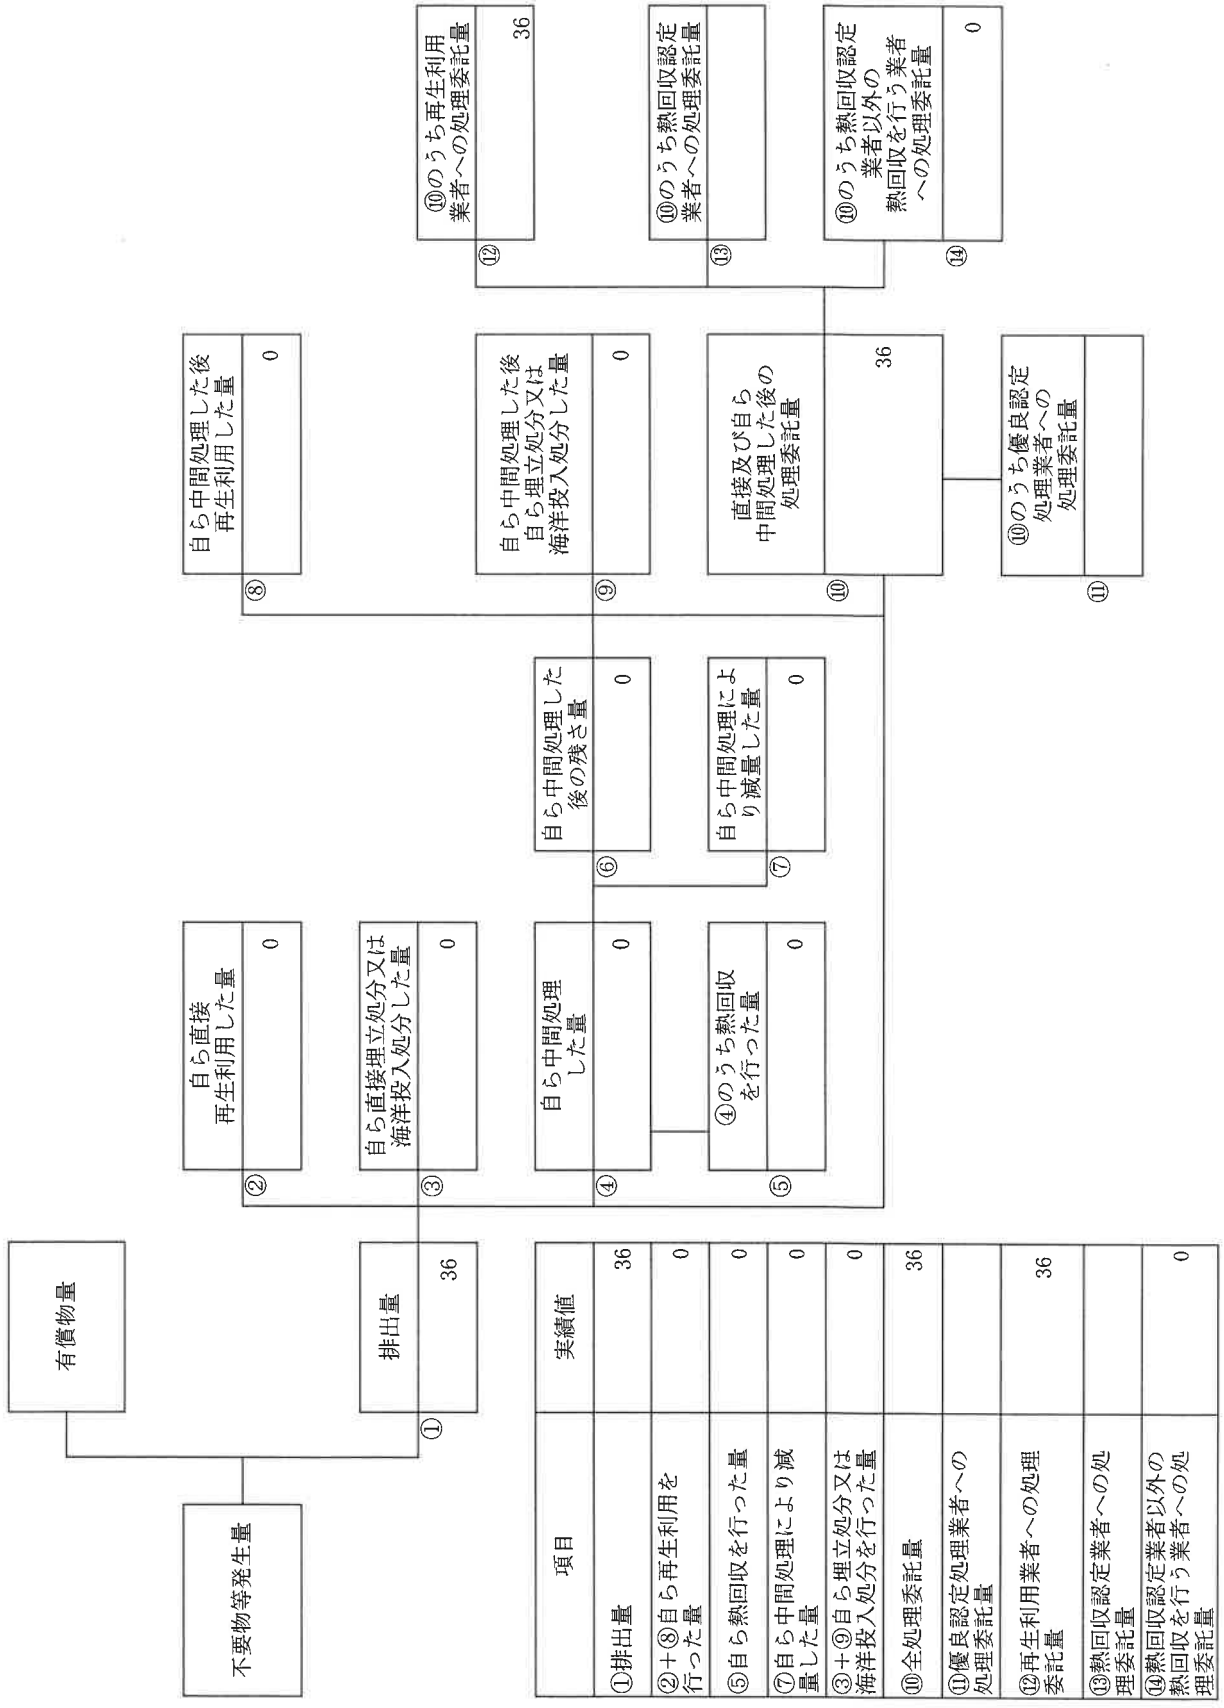 不要物等発生量
有償物量
排出量
①
36
自ら直接
再生利用した量
②
0
自ら直接埋立処分又は
海洋投入処分した量
③
0
自ら中間処理
した量
④
0
④のうち熱回収
を行った量
⑤
0
自ら中間処理した
後の残さ量
⑥
0
自ら中間処理によ
り減量した量
⑦
0
自ら中間処理した後
再生利用した量
⑧
0
自ら中間処理した後
自ら埋立処分又は
海洋投入処分した量
⑨
0
直接及び自ら
中間処理した後の
処理委託量
⑩
36
⑩のうち優良認定
処理業者への
処理委託量
⑪
⑩のうち再生利用
業者への処理委託量
⑫
36
⑩のうち熱回収認定
業者への処理委託量
⑬
⑩のうち熱回収認定
業者以外の
熱回収を行う業者
への処理委託量
⑭
0
項目 実績値
①排出量 36
②+⑧自ら再生利用を
行った量 0
⑤自ら熱回収を行った量 0
⑦自ら中間処理により減
量した量 0
③+⑨自ら埋立処分又は
海洋投入処分を行った量 0
⑩全処理委託量 36
⑪優良認定処理業者への
処理委託量
⑫再生利用業者への処理
委託量 36
⑬熱回収認定業者への処
理委託量
⑭熱回収認定業者以外の
熱回収を行う業者への処
理委託量 0